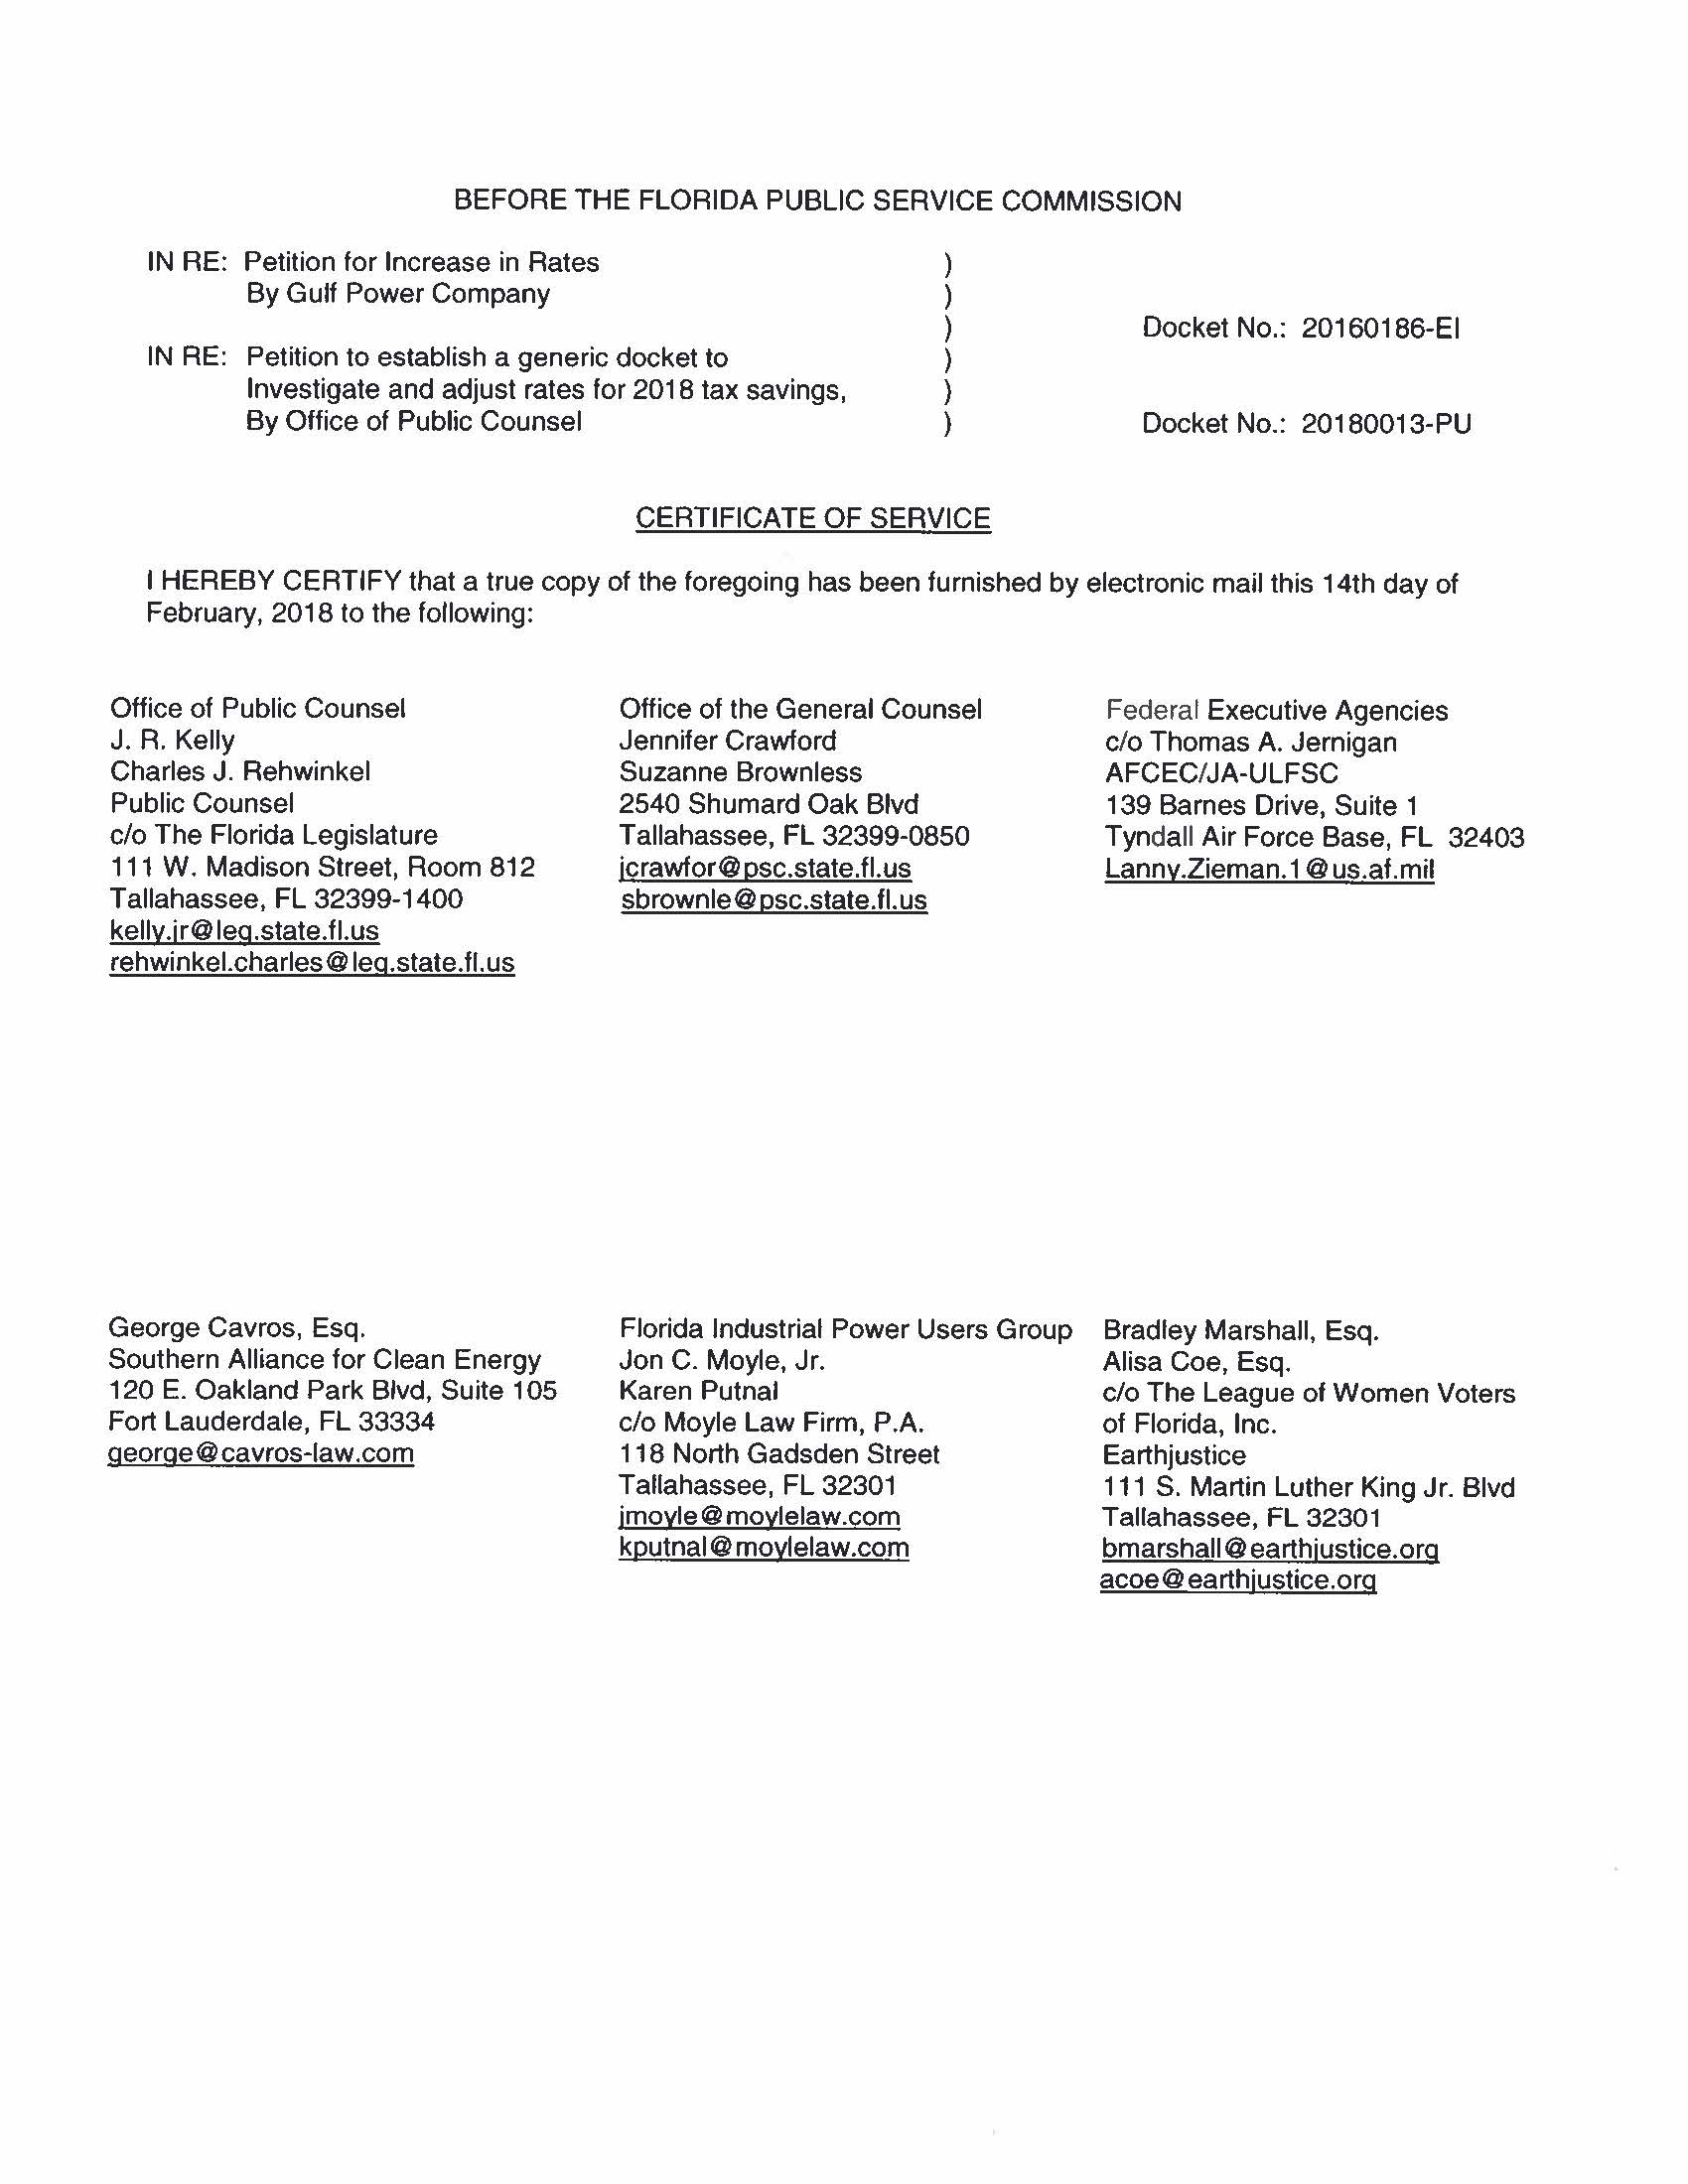 BEFORE THE FLORIDA PUBLIC SERVICE COMMISSION
IN RE: Petition for Increase in Rates )
By Gulf Power Company )
) Docket No.: 20160186-EI
IN RE: Petition to establish a generic docket to )
Investigate and adjust rates for 2018 tax savings, )
By Office of Public Counsel ) Docket No.: 20180013-PU
CERTIFICATE OF SERVICE
I HEREBY CERTIFY that a true copy of the foregoing has been furnished by electronic mail this 14th day of
February, 2018 to the following:
Office of Public Counsel
J. R. Kelly
Charles J. Rehwinkel
Public Counsel
c/o The Florida Legislature
111 W. Madison Street, Room 812
Tallahassee, FL 32399-1400
kelly.jr@leg.state.fl.us
rehwinkel.charles@leg.state.fl.us
Office of the General Counsel
Jennifer Crawford
Suzanne Brownless
2540 Shumard Oak Blvd
Tallahassee, FL 32399-0850
jcrawfor@psc.state.fl.us
sbrownle@psc.state.fl.us
Federal Executive Agencies
c/o Thomas A. Jernigan
AFCEC/JA-ULFSC
139 Barnes Drive, Suite 1
Tyndall Air Force Base, FL 32403
Lanny.Zieman.1@us.af.mil
George Cavros, Esq.
Southern Alliance for Clean Energy
120 E. Oakland Park Blvd, Suite 105
Fort Lauderdale, FL 33334
george@cavros-law.com
Florida Industrial Power Users Group
Jon C. Moyle, Jr.
Karen Putnal
c/o Moyle Law Firm, P.A.
118 North Gadsden Street
Tallahassee, FL 32301
jmoyle@moylelaw.com
kputnal@moylelaw.com
Bradley Marshall, Esq.
Alisa Coe, Esq.
c/o The League of Women Voters
of Florida, Inc.
Earthjustice
111 S. Martin Luther King Jr. Blvd
Tallahassee, FL 32301
bmarshall@earthjustice.org
acoe@earthjustice.org